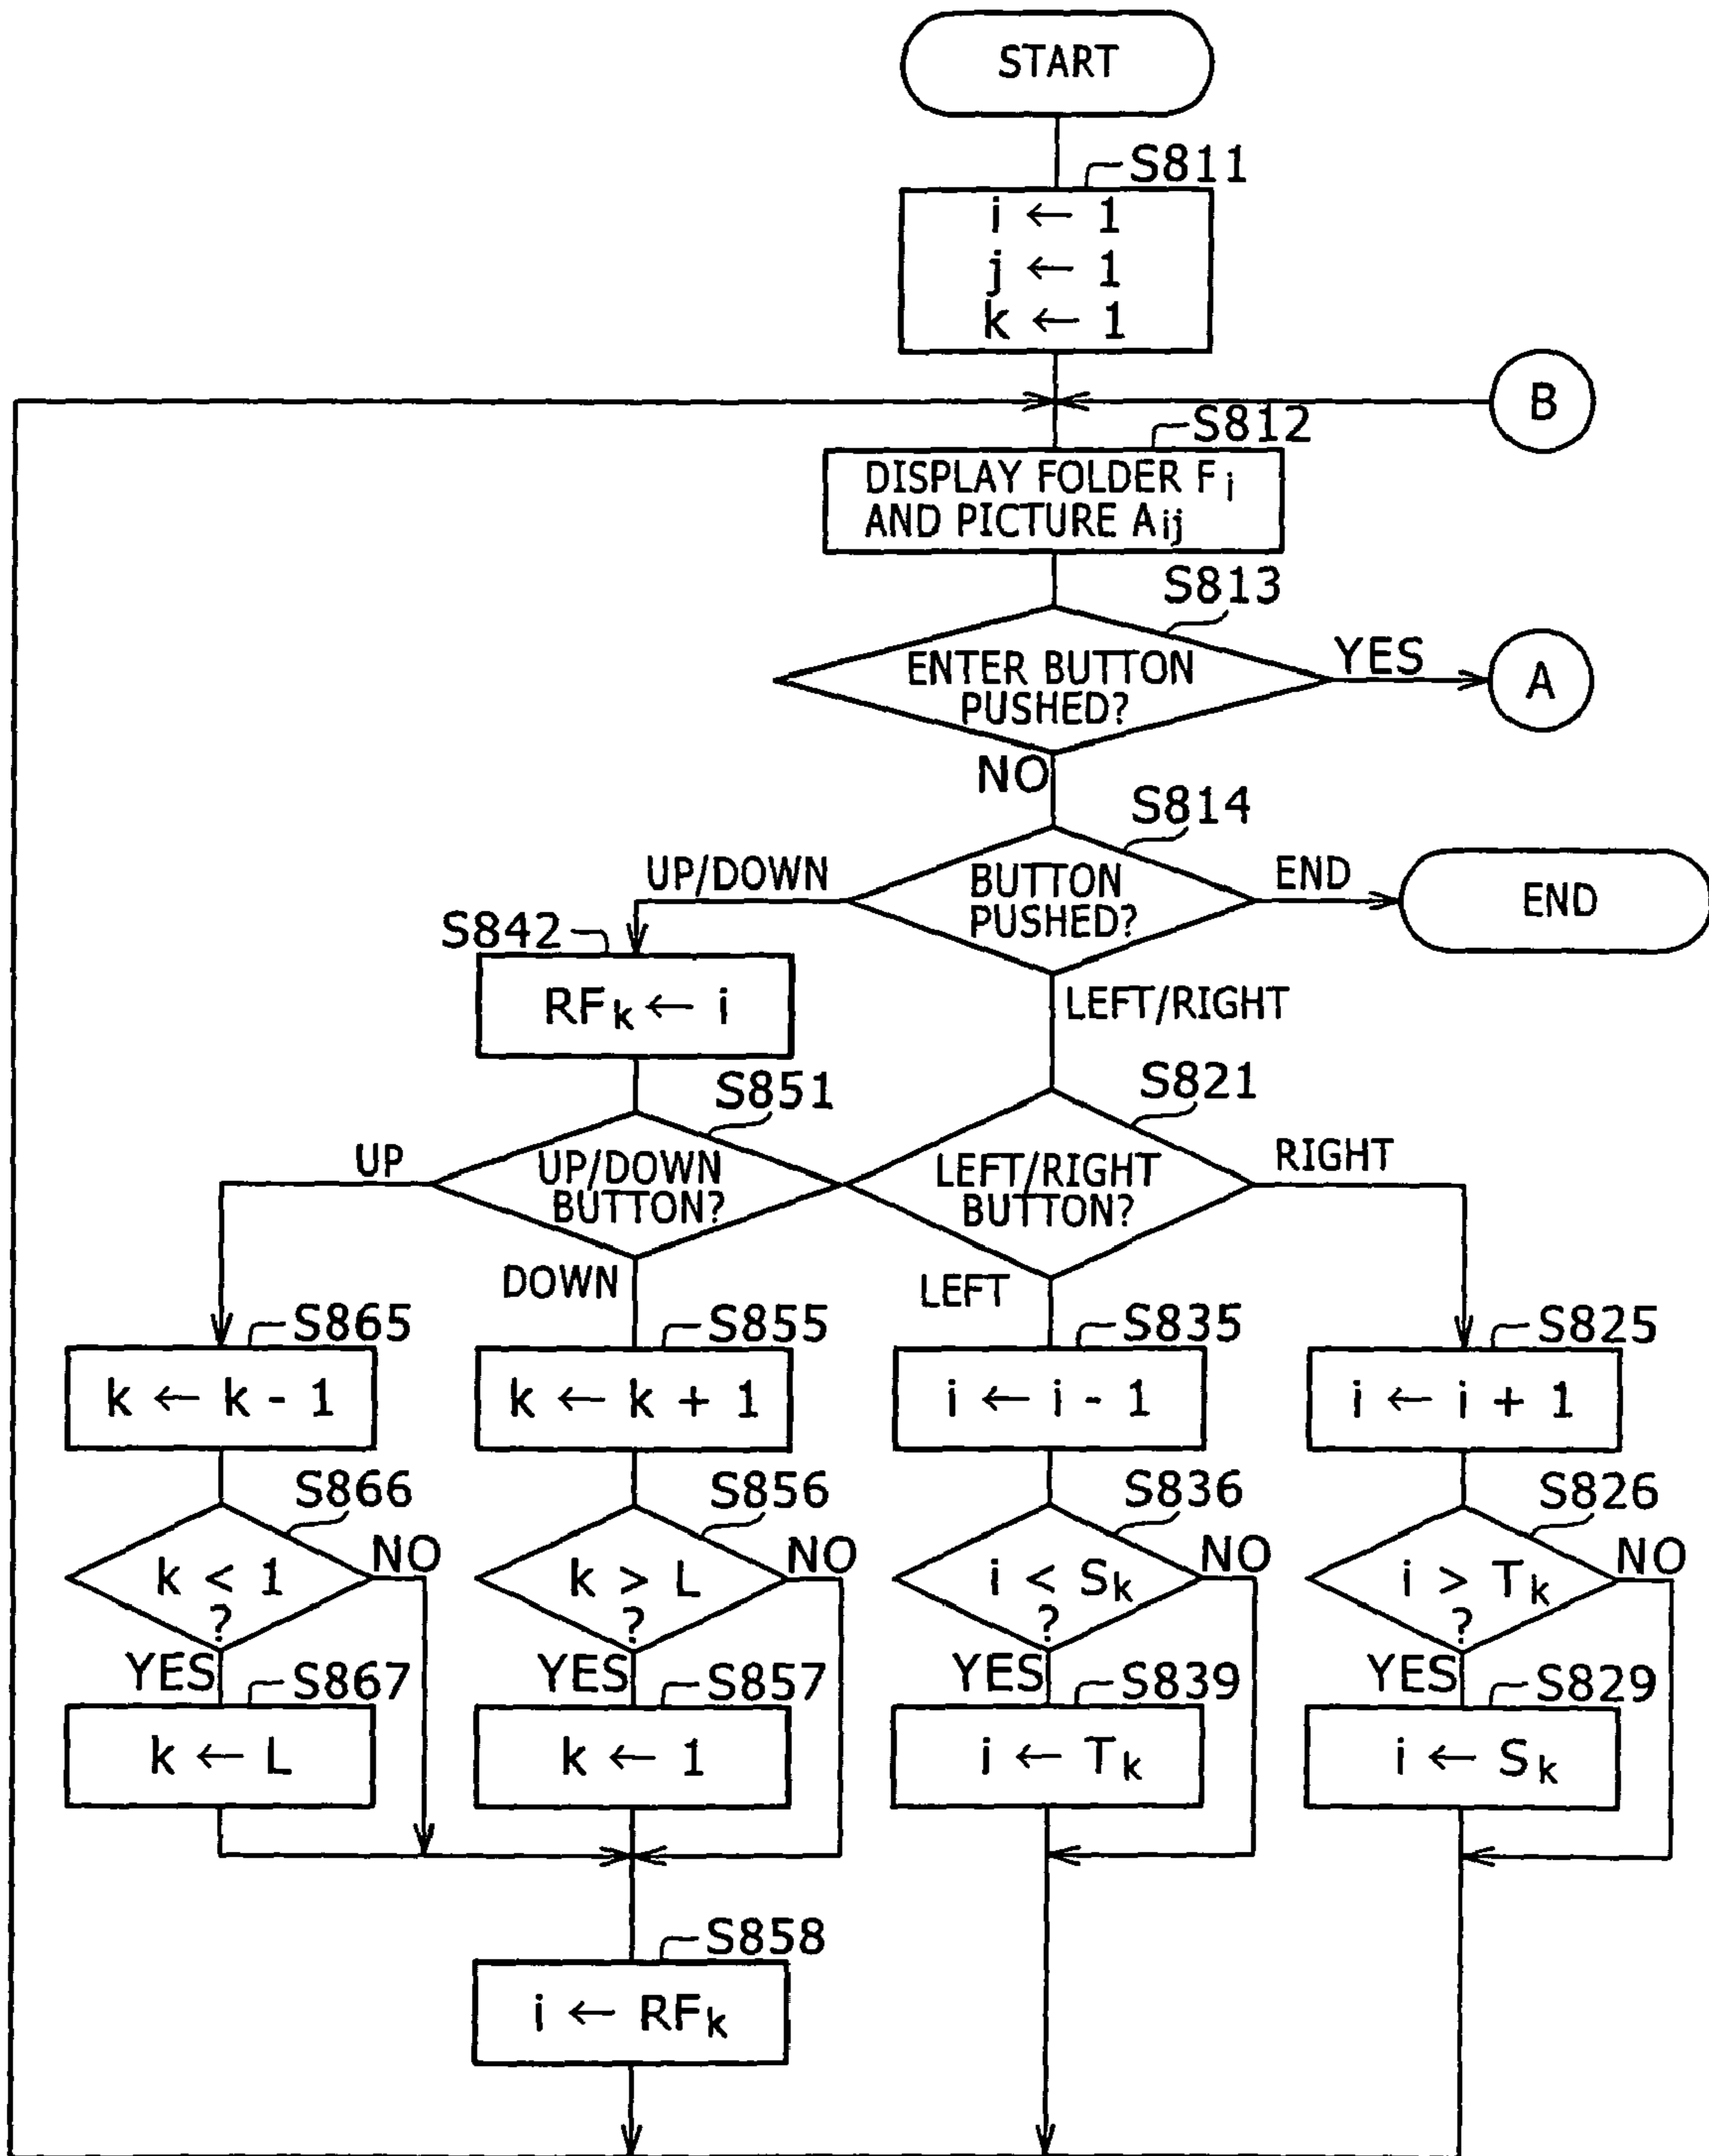 START
S811
i ← 1
j ← 1
k ← 1
B
S812
DISPLAY FOLDER Fi
AND PICTURE Aij
S813
ENTER BUTTON
PUSHED?
YES
A
NO
S814
UP/DOWN
BUTTON
PUSHED?
END
END
S842
RFk ← i
LEFT/RIGHT
S851
S821
UP
UP/DOWN
BUTTON?
LEFT/RIGHT
BUTTON?
RIGHT
DOWN
LEFT
S865
S855
S835
S825
k ← k - 1
k ← k + 1
i ← i - 1
i ← i + 1
S866
S856
S836
S826
k < 1
?
NO
k > L
?
NO
i < Sk
?
NO
i > Tk
?
NO
YES
S867
YES
S857
YES
S839
YES
S829
k ← L
k ← 1
i ← Tk
i ← Sk
S858
i ← RFk